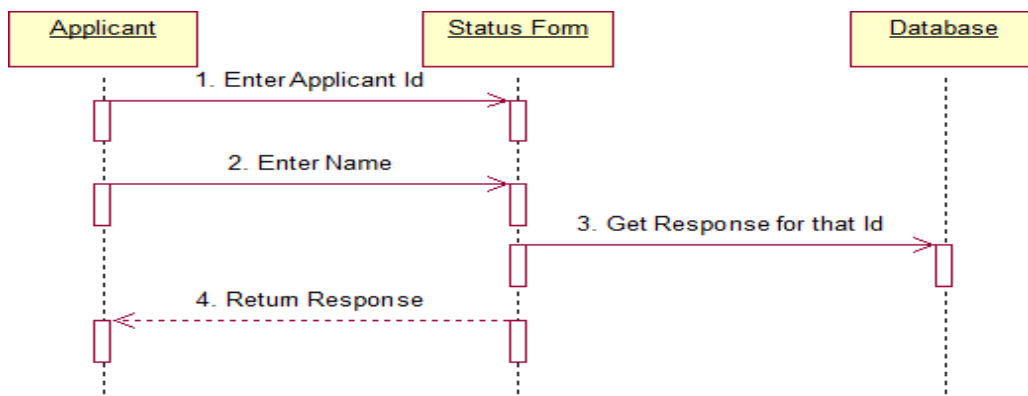 Applicant
Status Form
Database
1. Enter Applicant Id
2. Enter Name
3. Get Response for that Id
4. Return Response